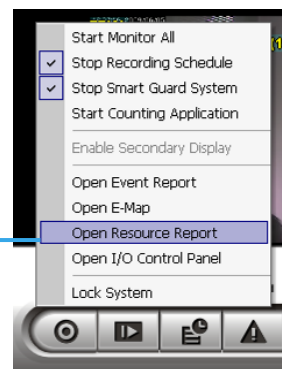 Start Monitor All
Stop Recording Schedule
Stop Smart Guard System
Start Counting Application
Enable Secondary Display
Open Event Report
Open E-Map
Open Resource Report
Open I/O Control Panel
Lock System